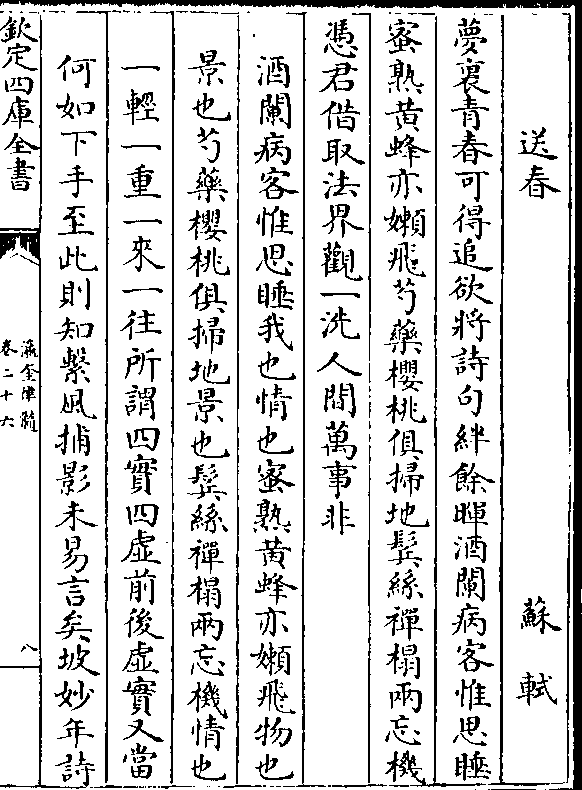 送春　蘇軾
夢裏青春可得追欲將詩句絆餘暉酒闌病客惟思睡
蜜熟黃蜂亦嬾飛芍藥櫻桃俱掃地鬢絲禪榻兩忘機
憑君借取法界觀一洗人間萬事非
酒闌病客惟思睡我也情也蜜熟黃蜂亦嬾飛物也
景也芍藥櫻桃俱掃地景也鬢絲禪榻兩忘機情也
一輕一重一來一往所謂四實四虛前後虛實又當
何如下手至此則知繫風捕影未易言矣坡妙年詩
欽定四庫全書
瀛奎律髓
卷二十六
八